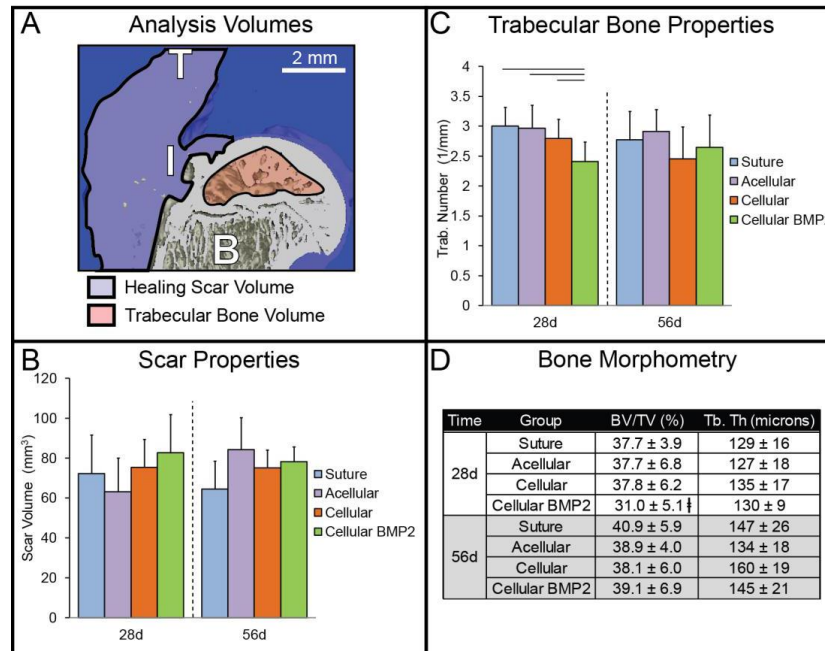 A
Analysis Volumes
T
2 mm
I
B
Healing Scar Volume
Trabecular Bone Volume
B
Scar Properties
Scar Volume (mm³)
120
100
80
60
40
20
0
28d
56d
Suture
Acellular
Cellular
Cellular BMP2
C
Trabecular Bone Properties
Trab. Number (1/mm)
4
3.5
3
2.5
2
1.5
1
0.5
0
28d
56d
Suture
Acellular
Cellular
Cellular BMP2
D
Bone Morphometry
Time Group BV/TV (%) Tb. Th (microns)
28d
Suture 37.7 ± 3.9 129 ± 16
Acellular 37.7 ± 6.8 127 ± 18
Cellular 37.8 ± 6.2 135 ± 17
Cellular BMP2 31.0 ± 5.1ǂ 130 ± 9
56d
Suture 40.9 ± 5.9 147 ± 26
Acellular 38.9 ± 4.0 134 ± 18
Cellular 38.1 ± 6.0 160 ± 19
Cellular BMP2 39.1 ± 6.9 145 ± 21